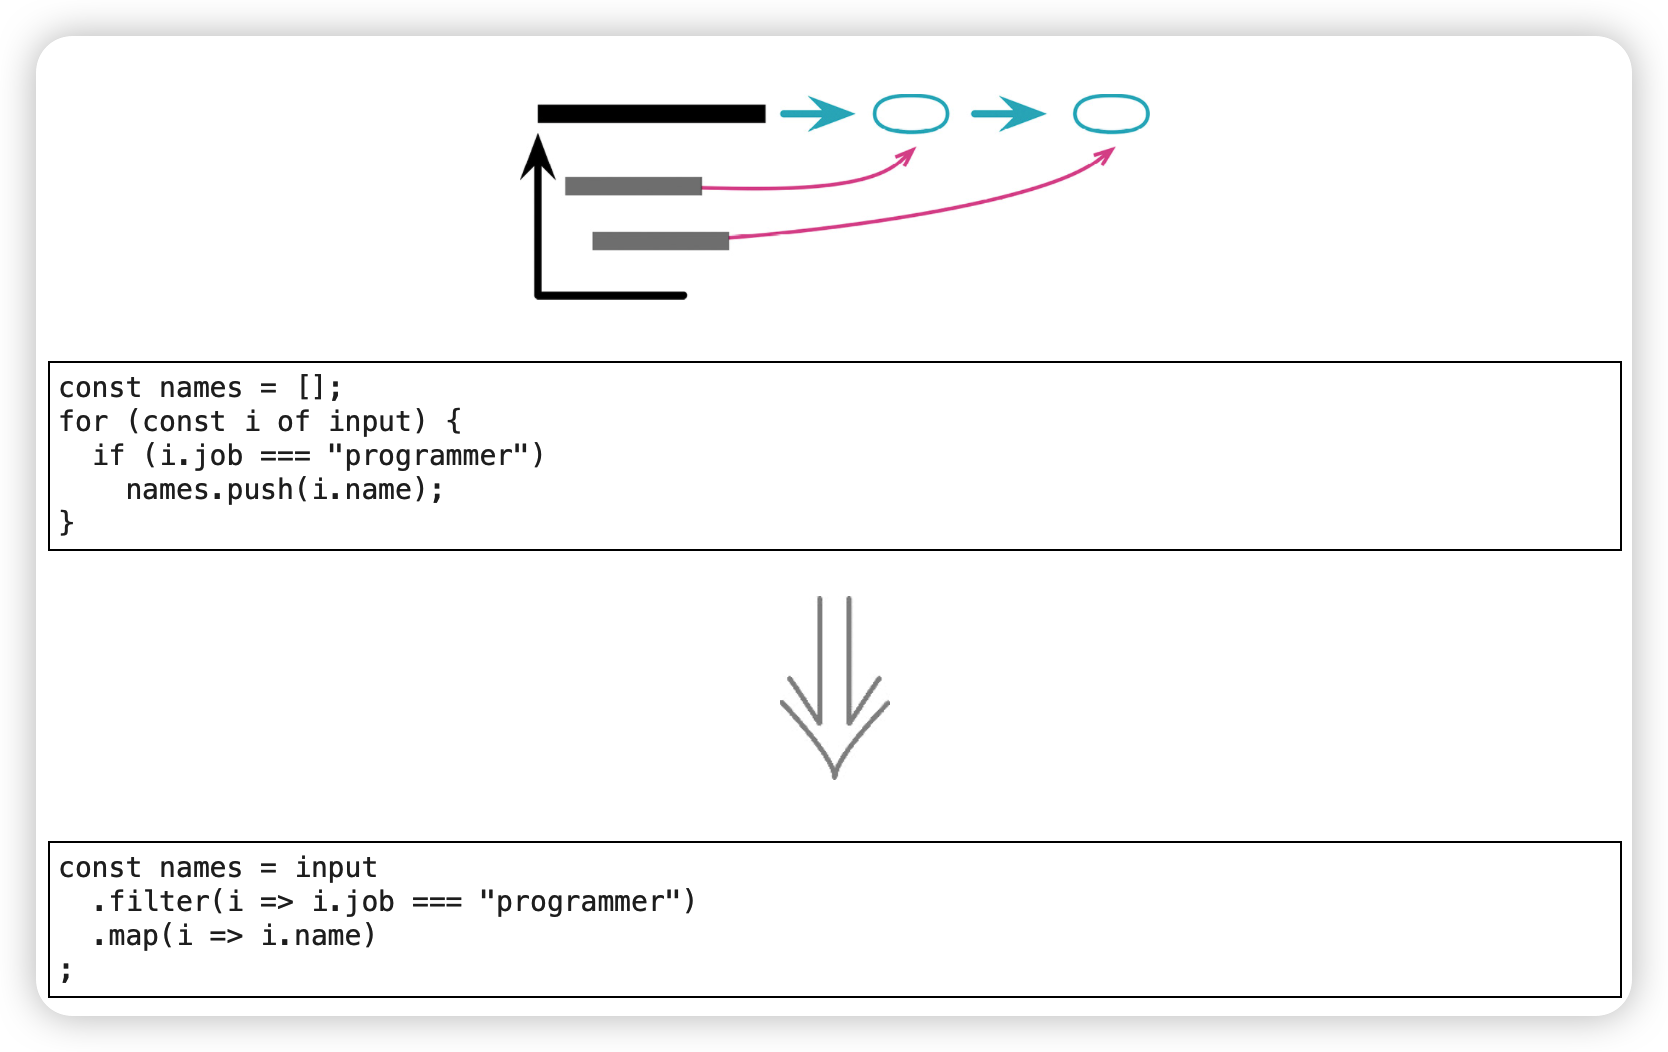 const names = [];
for (const i of input) {
  if (i.job === "programmer")
    names.push(i.name);
}
const names = input
  .filter(i => i.job === "programmer")
  .map(i => i.name)
;